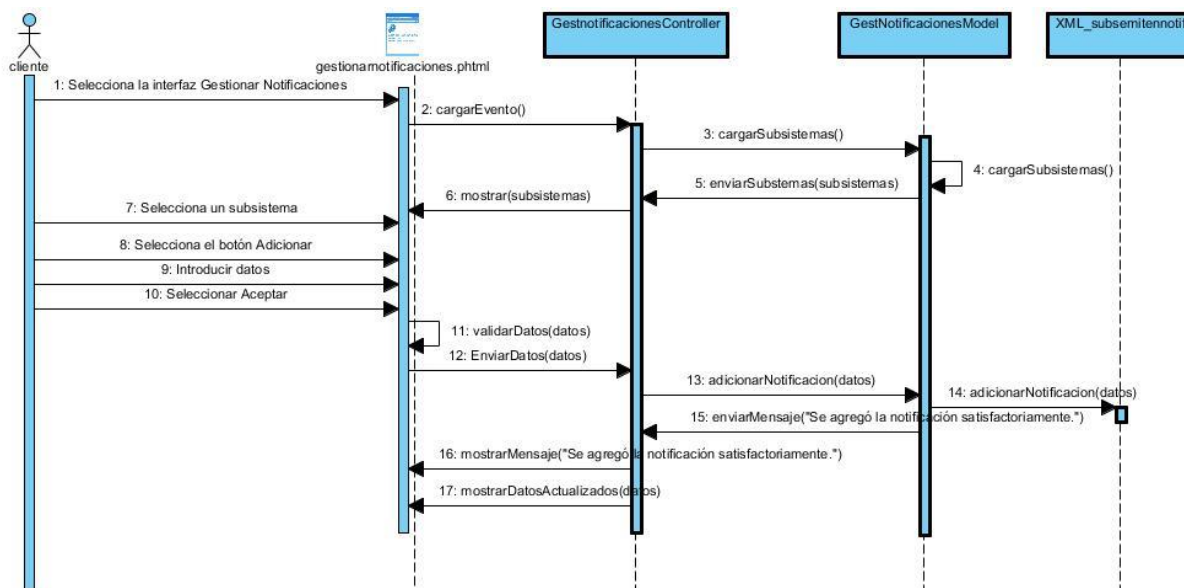 cliente
gestionarnotificaciones.phtml
GestnotificacionesController
GestNotificacionesModel
XML_subsemitennotif
1: Selecciona la interfaz Gestionar Notificaciones
2: cargarEvento()
3: cargarSubsistemas()
4: cargarSubsistemas()
5: enviarSubstemas(subsistemas)
6: mostrar(subsistemas)
7: Selecciona un subsistema
8: Selecciona el botón Adicionar
9: Introducir datos
10: Seleccionar Aceptar
11: validarDatos(datos)
12: EnviarDatos(datos)
13: adicionarNotificacion(datos)
14: adicionarNotificacion(datos)
15: enviarMensaje("Se agregó la notificación satisfactoriamente.")
16: mostrarMensaje("Se agregó la notificación satisfactoriamente.")
17: mostrarDatosActualizados(datos)